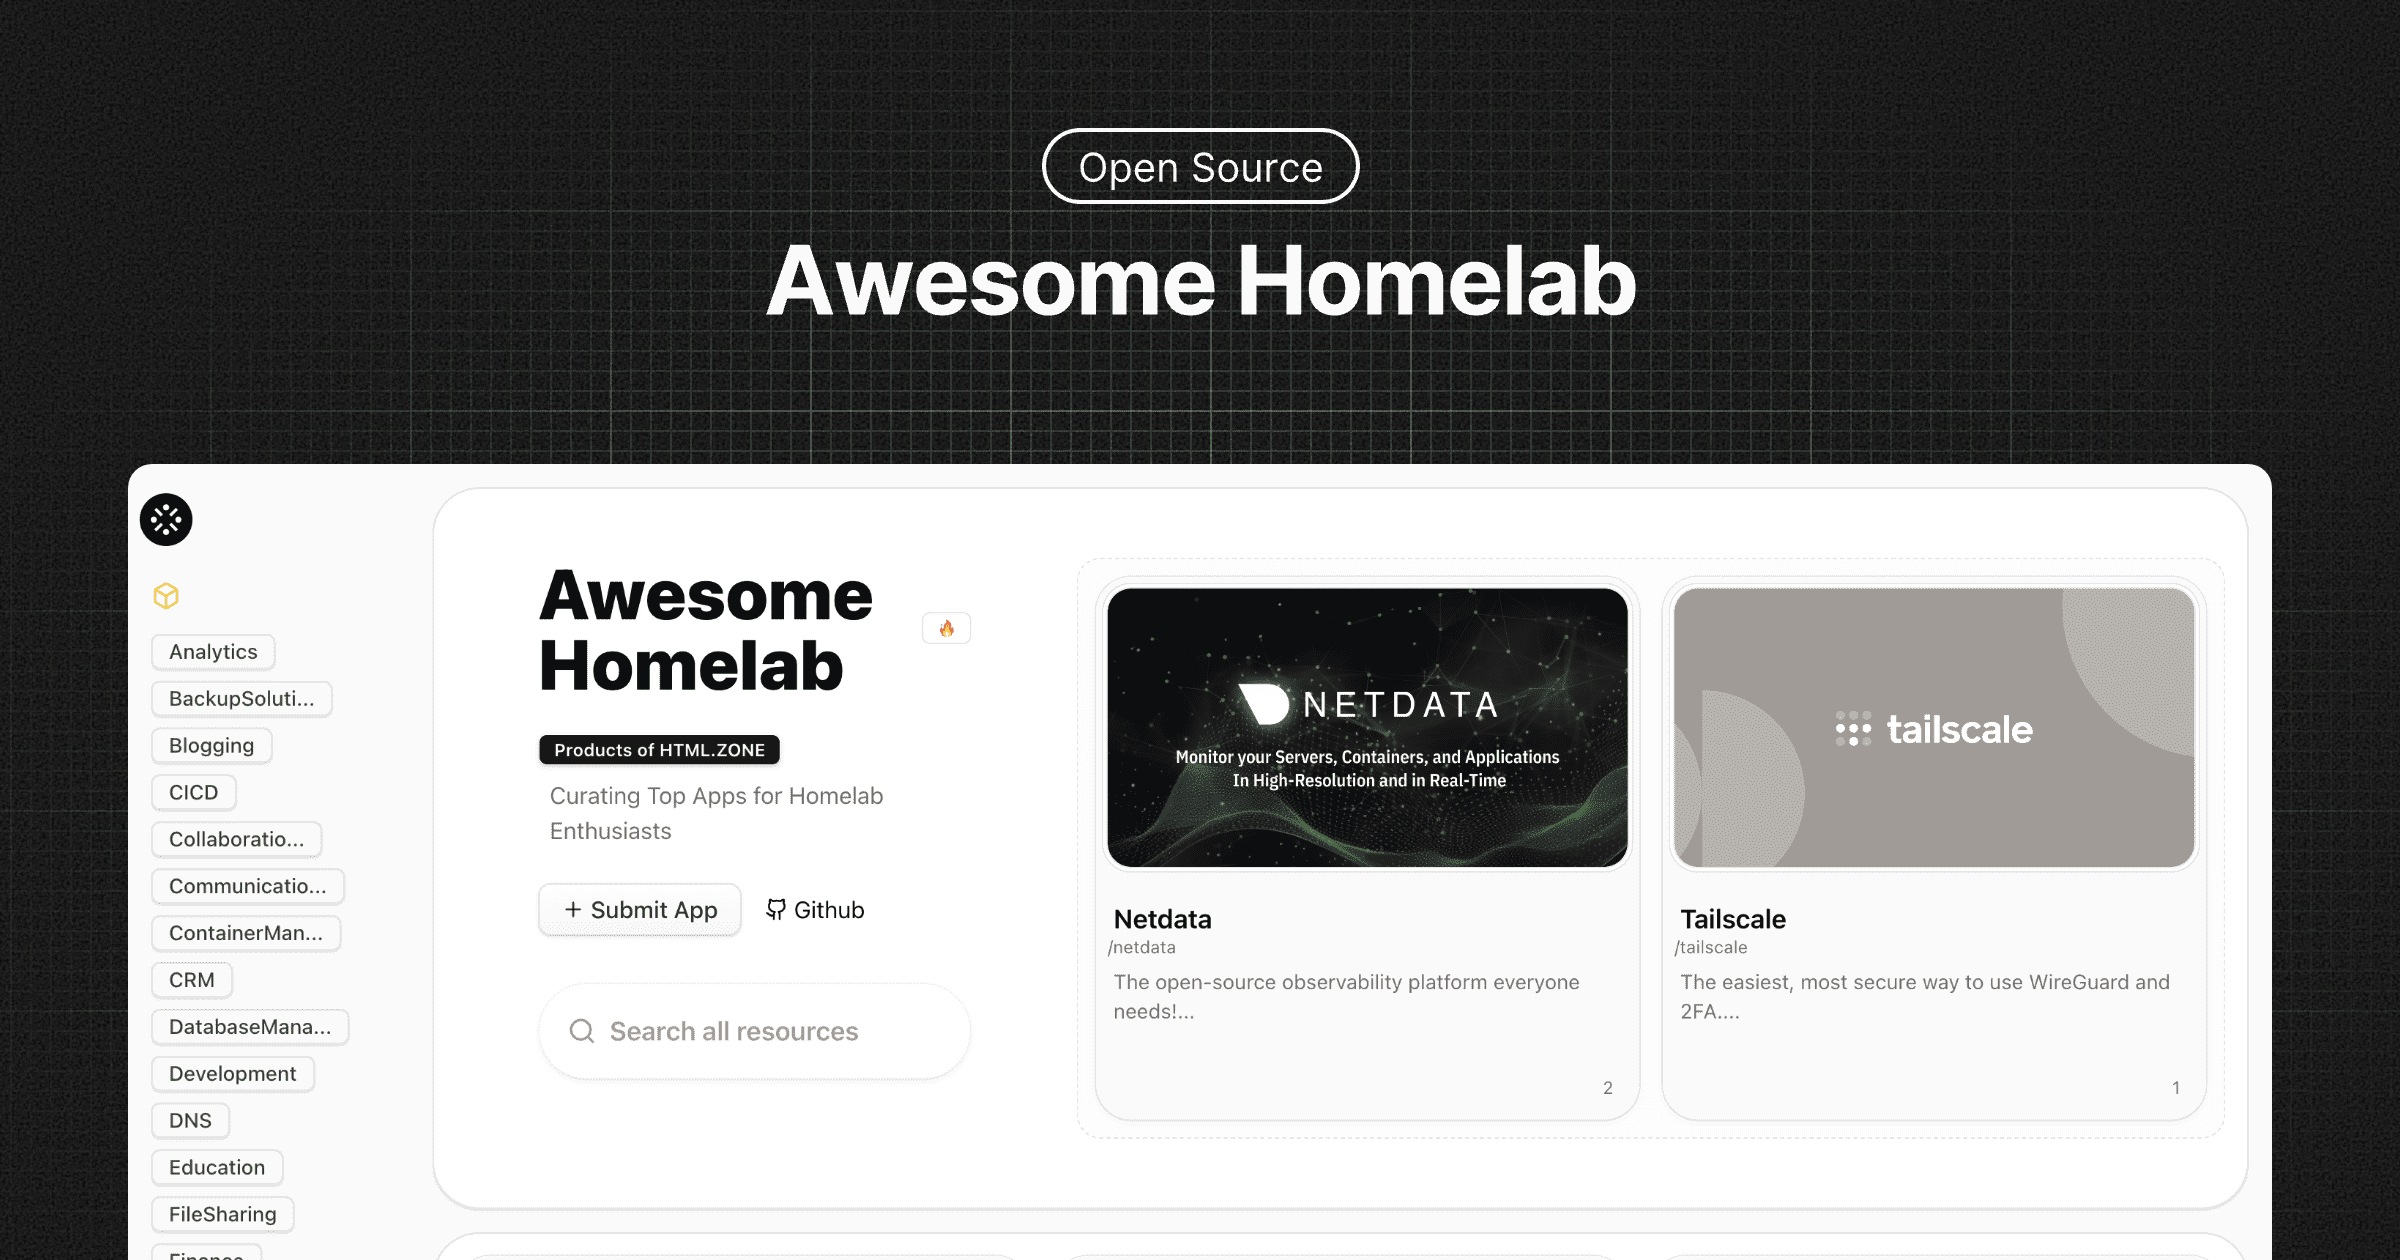 Open Source
Awesome Homelab
Analytics
BackupSoluti...
Blogging
CICD
Collaboratio...
Communicatio...
ContainerMan...
CRM
DatabaseMana...
Development
DNS
Education
FileSharing
Finance
Awesome
Homelab
Products of HTML.ZONE
Curating Top Apps for Homelab
Enthusiasts
+ Submit App
Github
Search all resources
NETDATA
Monitor your Servers, Containers, and Applications
In High-Resolution and in Real-Time
Netdata
/netdata
The open-source observability platform everyone
needs!...
2
tailscale
Tailscale
/tailscale
The easiest, most secure way to use WireGuard and
2FA....
1